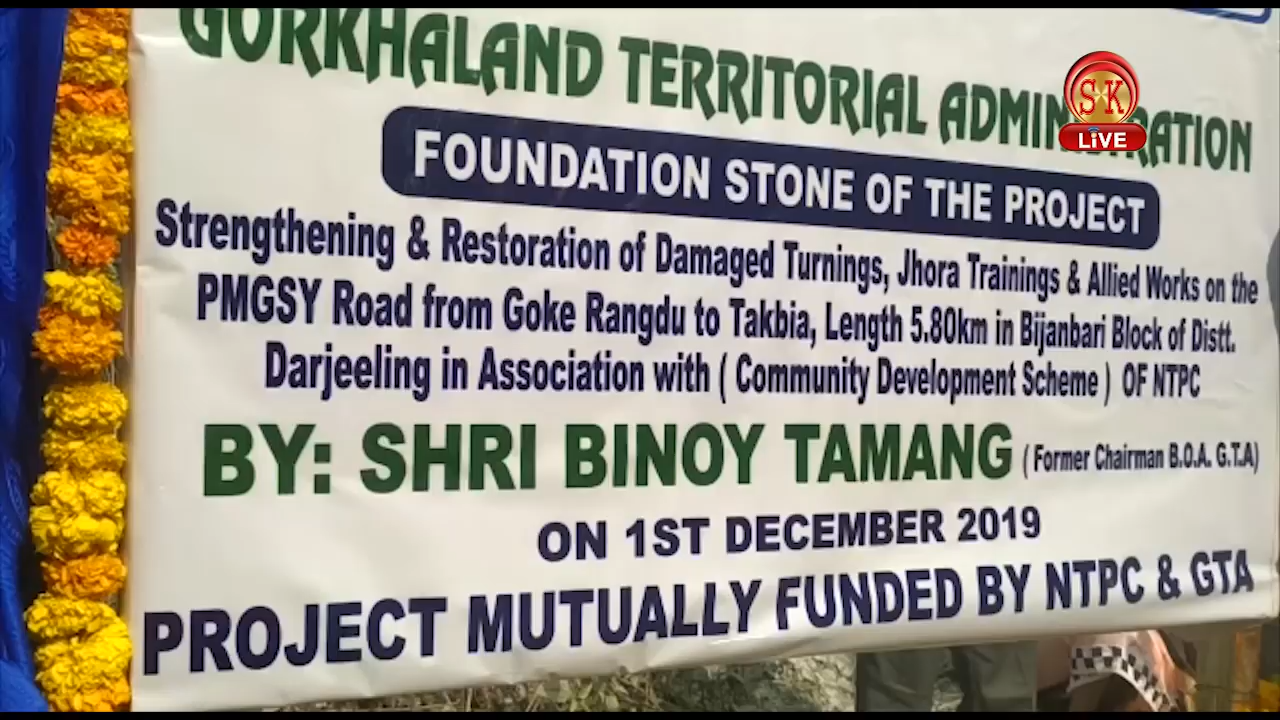 GORKHALAND TERRITORIAL ADMINISTRATION
SK
LiVE
FOUNDATION STONE OF THE PROJECT
Strengthening & Restoration of Damaged Turnings, Jhora Trainings & Allied Works on the
PMGSY Road from Goke Rangdu to Takbia, Length 5.80km in Bijanbari Block of Distt.
Darjeeling in Association with ( Community Development Scheme ) OF NTPC
BY: SHRI BINOY TAMANG ( Former Chairman B.O.A. G.T.A)
ON 1ST DECEMBER 2019
PROJECT MUTUALLY FUNDED BY NTPC & GTA